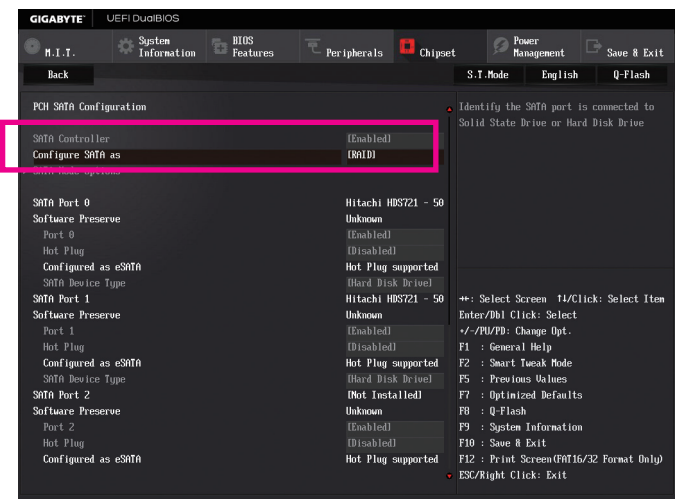 GIGABYTE™ UEFI DualBIOS
M.I.T.
System Information
BIOS Features
Peripherals
Chipset
Power Management
Save & Exit
Back
S.T.Mode English Q-Flash
PCH SATA Configuration
SATA Controller [Enabled]
Configure SATA as [RAID]
SATA Mode options
SATA Port 0 Hitachi HDS721 - 50
Software Preserve Unknown
Port 0 [Enabled]
Hot Plug [Disabled]
Configured as eSATA Hot Plug supported
SATA Device Type [Hard Disk Drive]
SATA Port 1 Hitachi HDS721 - 50
Software Preserve Unknown
Port 1 [Enabled]
Hot Plug [Disabled]
Configured as eSATA Hot Plug supported
SATA Device Type [Hard Disk Drive]
SATA Port 2 [Not Installed]
Software Preserve Unknown
Port 2 [Enabled]
Hot Plug [Disabled]
Configured as eSATA Hot Plug supported
Identify the SATA port is connected to
Solid State Drive or Hard Disk Drive
→←: Select Screen ↑↓/Click: Select Item
Enter/Dbl Click: Select
+/-/PU/PD: Change Opt.
F1 : General Help
F2 : Smart Tweak Mode
F5 : Previous Values
F7 : Optimized Defaults
F8 : Q-Flash
F9 : System Information
F10 : Save & Exit
F12 : Print Screen(FAT16/32 Format Only)
ESC/Right Click: Exit